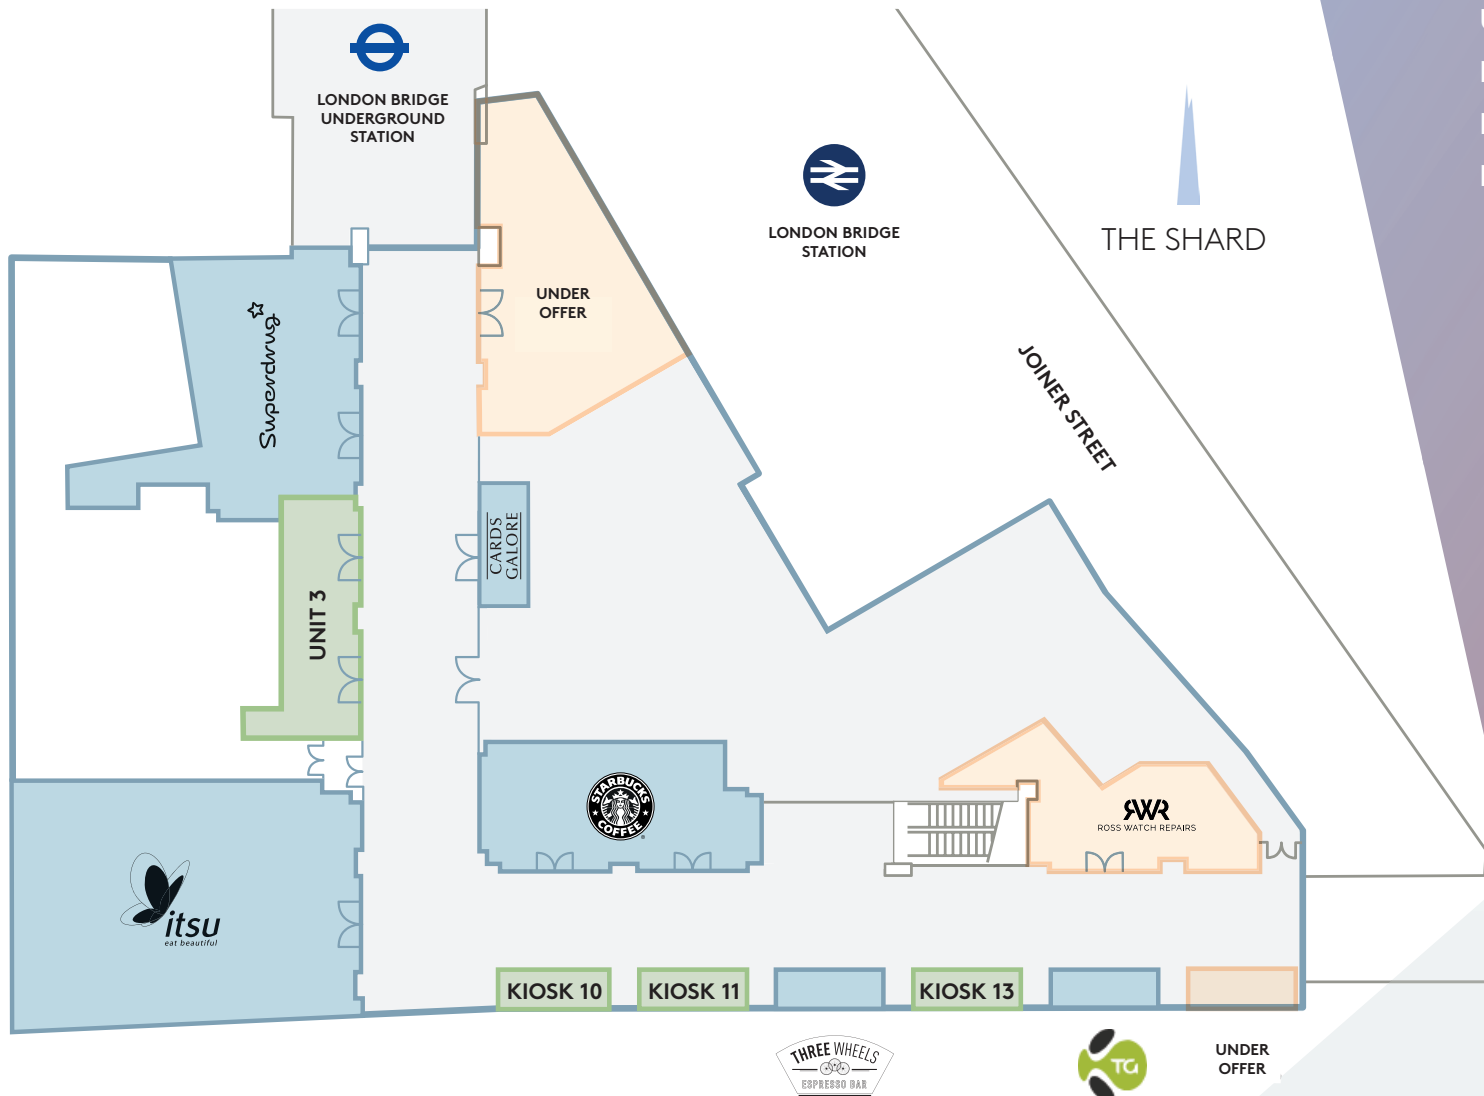 LONDON BRIDGE
UNDERGROUND
STATION
LONDON BRIDGE
STATION
THE SHARD
UNDER
OFFER
Superdrug
JOINER STREET
CARDS
GALORE
UNIT 3
STARBUCKS
COFFEE
RWR
ROSS WATCH REPAIRS
itsu
eat beautiful
KIOSK 10
KIOSK 11
KIOSK 13
THREE WHEELS
ESPRESSO BAR
TG
UNDER
OFFER